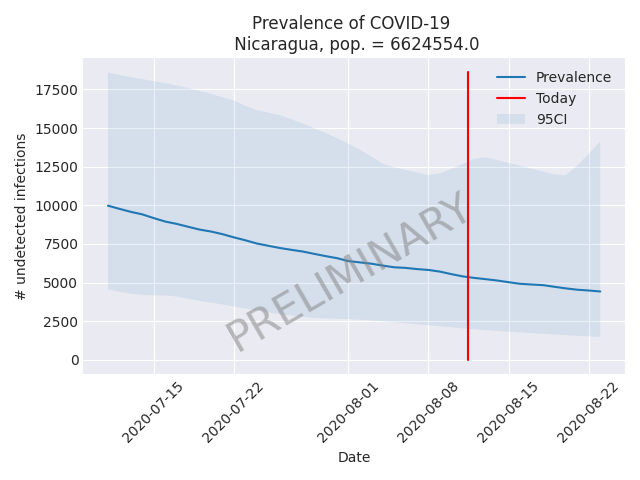 Prevalence of COVID-19
Nicaragua, pop. = 6624554.0
Prevalence
Today
95CI
# undetected infections
17500
15000
12500
10000
7500
5000
2500
0
PRELIMINARY
2020-07-15
2020-07-22
2020-08-01
2020-08-08
2020-08-15
2020-08-22
Date